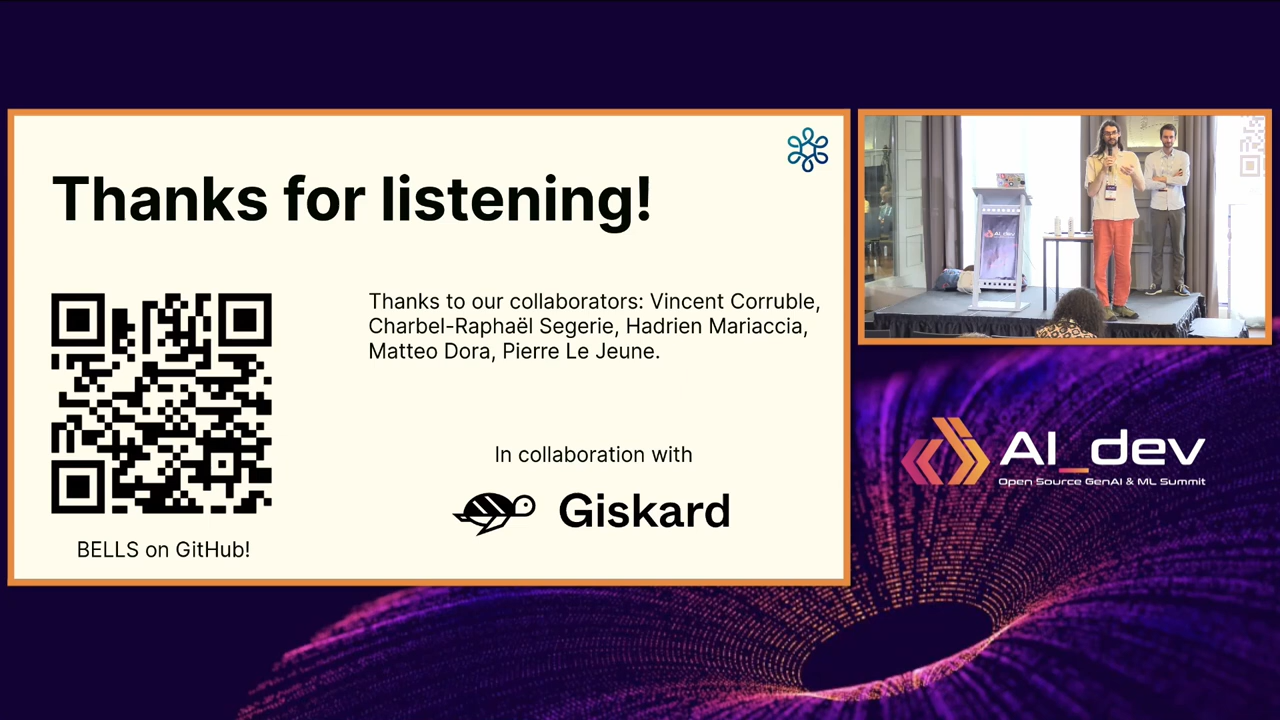 Thanks for listening!
Thanks to our collaborators: Vincent Corruble,
Charbel-Raphaël Segerie, Hadrien Mariaccia,
Matteo Dora, Pierre Le Jeune.
In collaboration with
Giskard
BELLS on GitHub!
AI_dev
AI_dev
Open Source GenAI & ML Summit